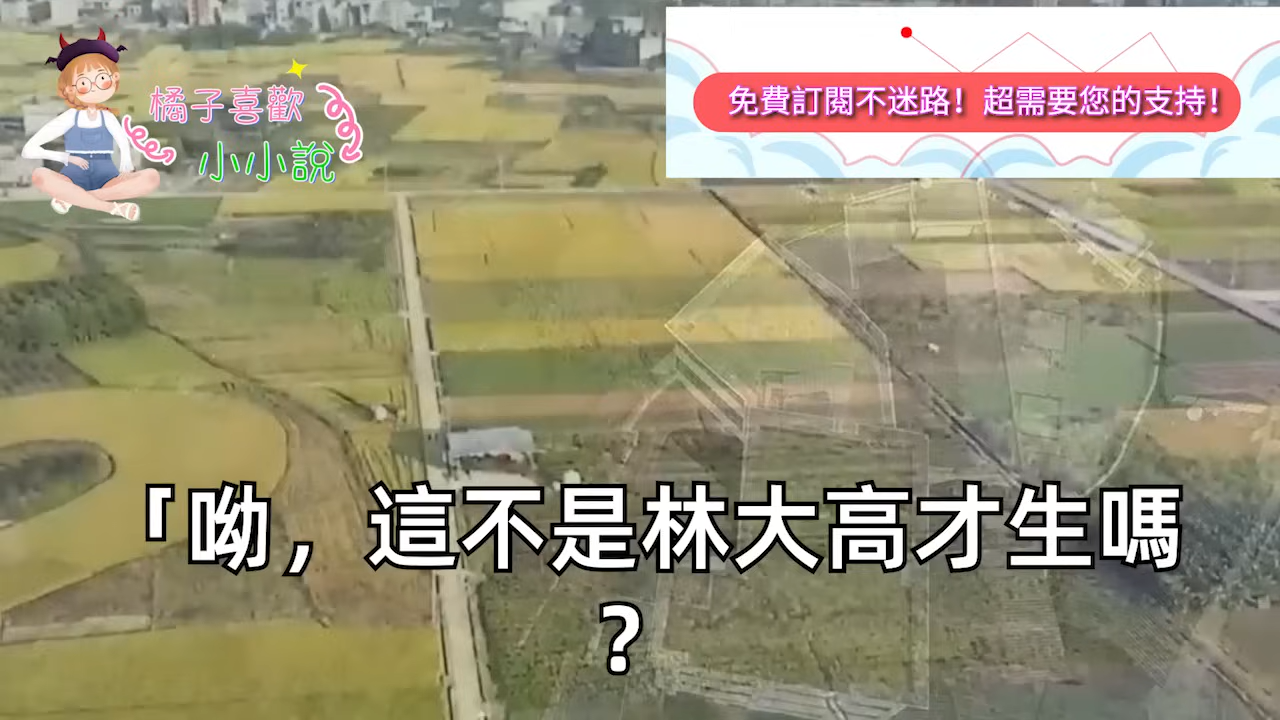 橘子喜歡
小小說
免費訂閱不迷路！超需要您的支持！
「呦，這不是林大高才生嗎
？